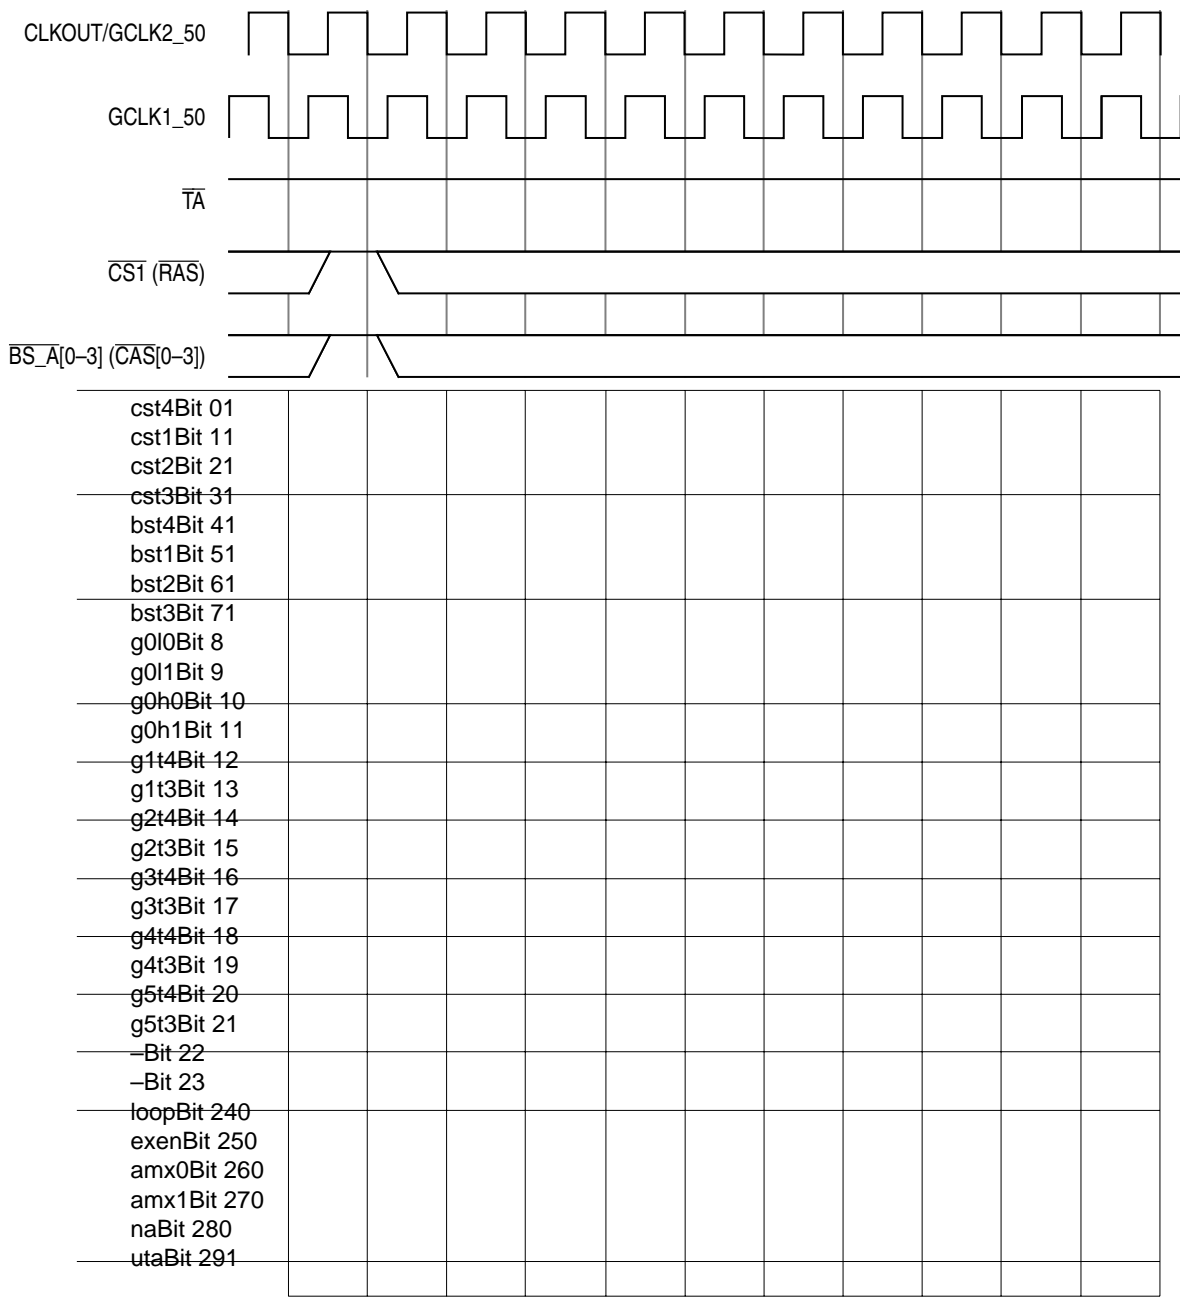 CLKOUT/GCLK2_50
GCLK1_50
TA
CS1 (RAS)
BS_A[0–3] (CAS[0–3])
cst4Bit 01
cst1Bit 11
cst2Bit 21
cst3Bit 31
bst4Bit 41
bst1Bit 51
bst2Bit 61
bst3Bit 71
g0l0Bit 8
g0l1Bit 9
g0h0Bit 10
g0h1Bit 11
g1t4Bit 12
g1t3Bit 13
g2t4Bit 14
g2t3Bit 15
g3t4Bit 16
g3t3Bit 17
g4t4Bit 18
g4t3Bit 19
g5t4Bit 20
g5t3Bit 21
–Bit 22
–Bit 23
loopBit 240
exenBit 250
amx0Bit 260
amx1Bit 270
naBit 280
utaBit 291